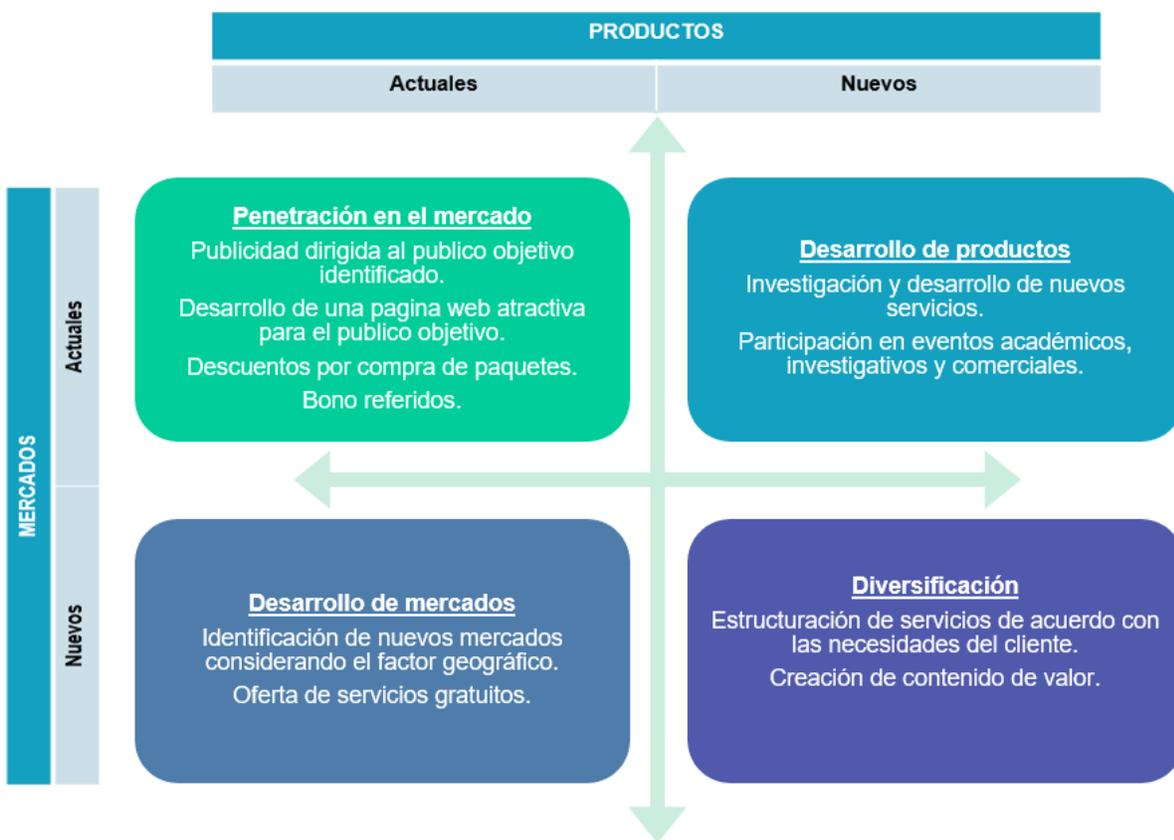 PRODUCTOS
Actuales
Nuevos
MERCADOS
Actuales
Nuevos
Penetración en el mercado
Publicidad dirigida al publico objetivo
identificado.
Desarrollo de una pagina web atractiva
para el publico objetivo.
Descuentos por compra de paquetes.
Bono referidos.
Desarrollo de productos
Investigación y desarrollo de nuevos
servicios.
Participación en eventos académicos,
investigativos y comerciales.
Desarrollo de mercados
Identificación de nuevos mercados
considerando el factor geográfico.
Oferta de servicios gratuitos.
Diversificación
Estructuración de servicios de acuerdo con
las necesidades del cliente.
Creación de contenido de valor.